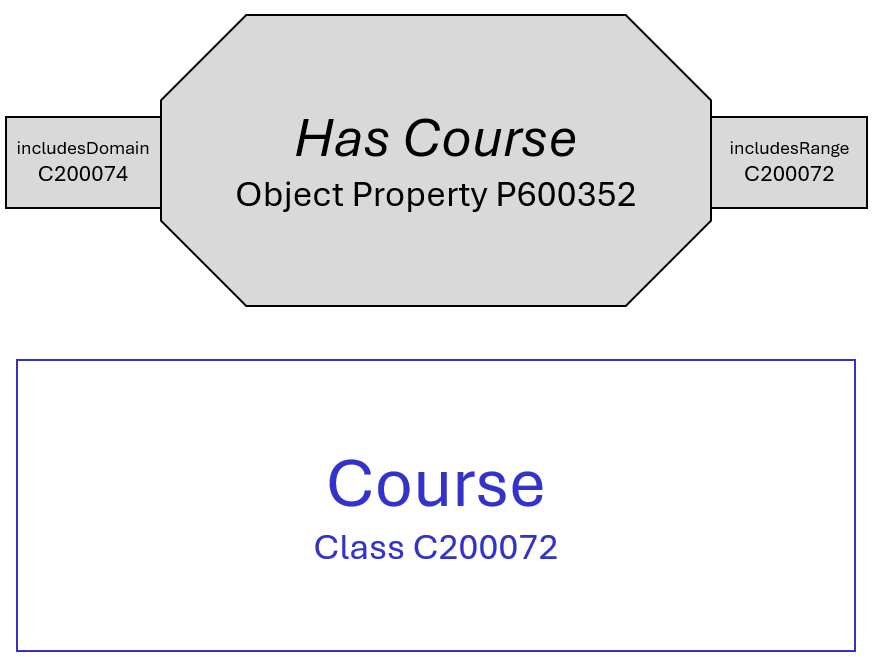 Has Course
Object Property P600352
includesDomain
C200074
includesRange
C200072
Course
Class C200072